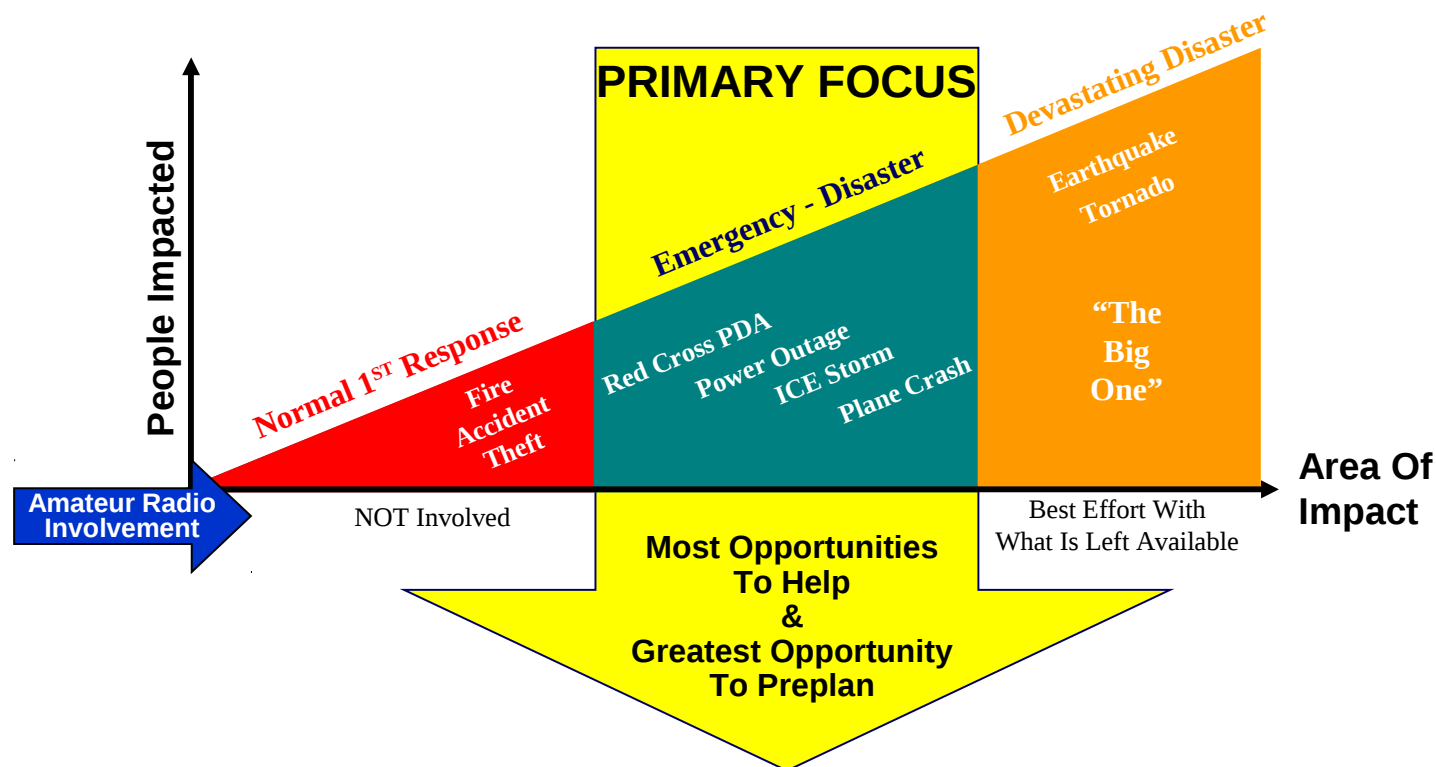 PRIMARY FOCUS
Devastating Disaster
Emergency - Disaster
Normal 1ST Response
People Impacted
Earthquake
Tornado
“The
Big
One”
Red Cross PDA
Power Outage
ICE Storm
Plane Crash
Fire
Accident
Theft
Area Of
Impact
Amateur Radio
Involvement
NOT Involved
Best Effort With
What Is Left Available
Most Opportunities
To Help
&
Greatest Opportunity
To Preplan